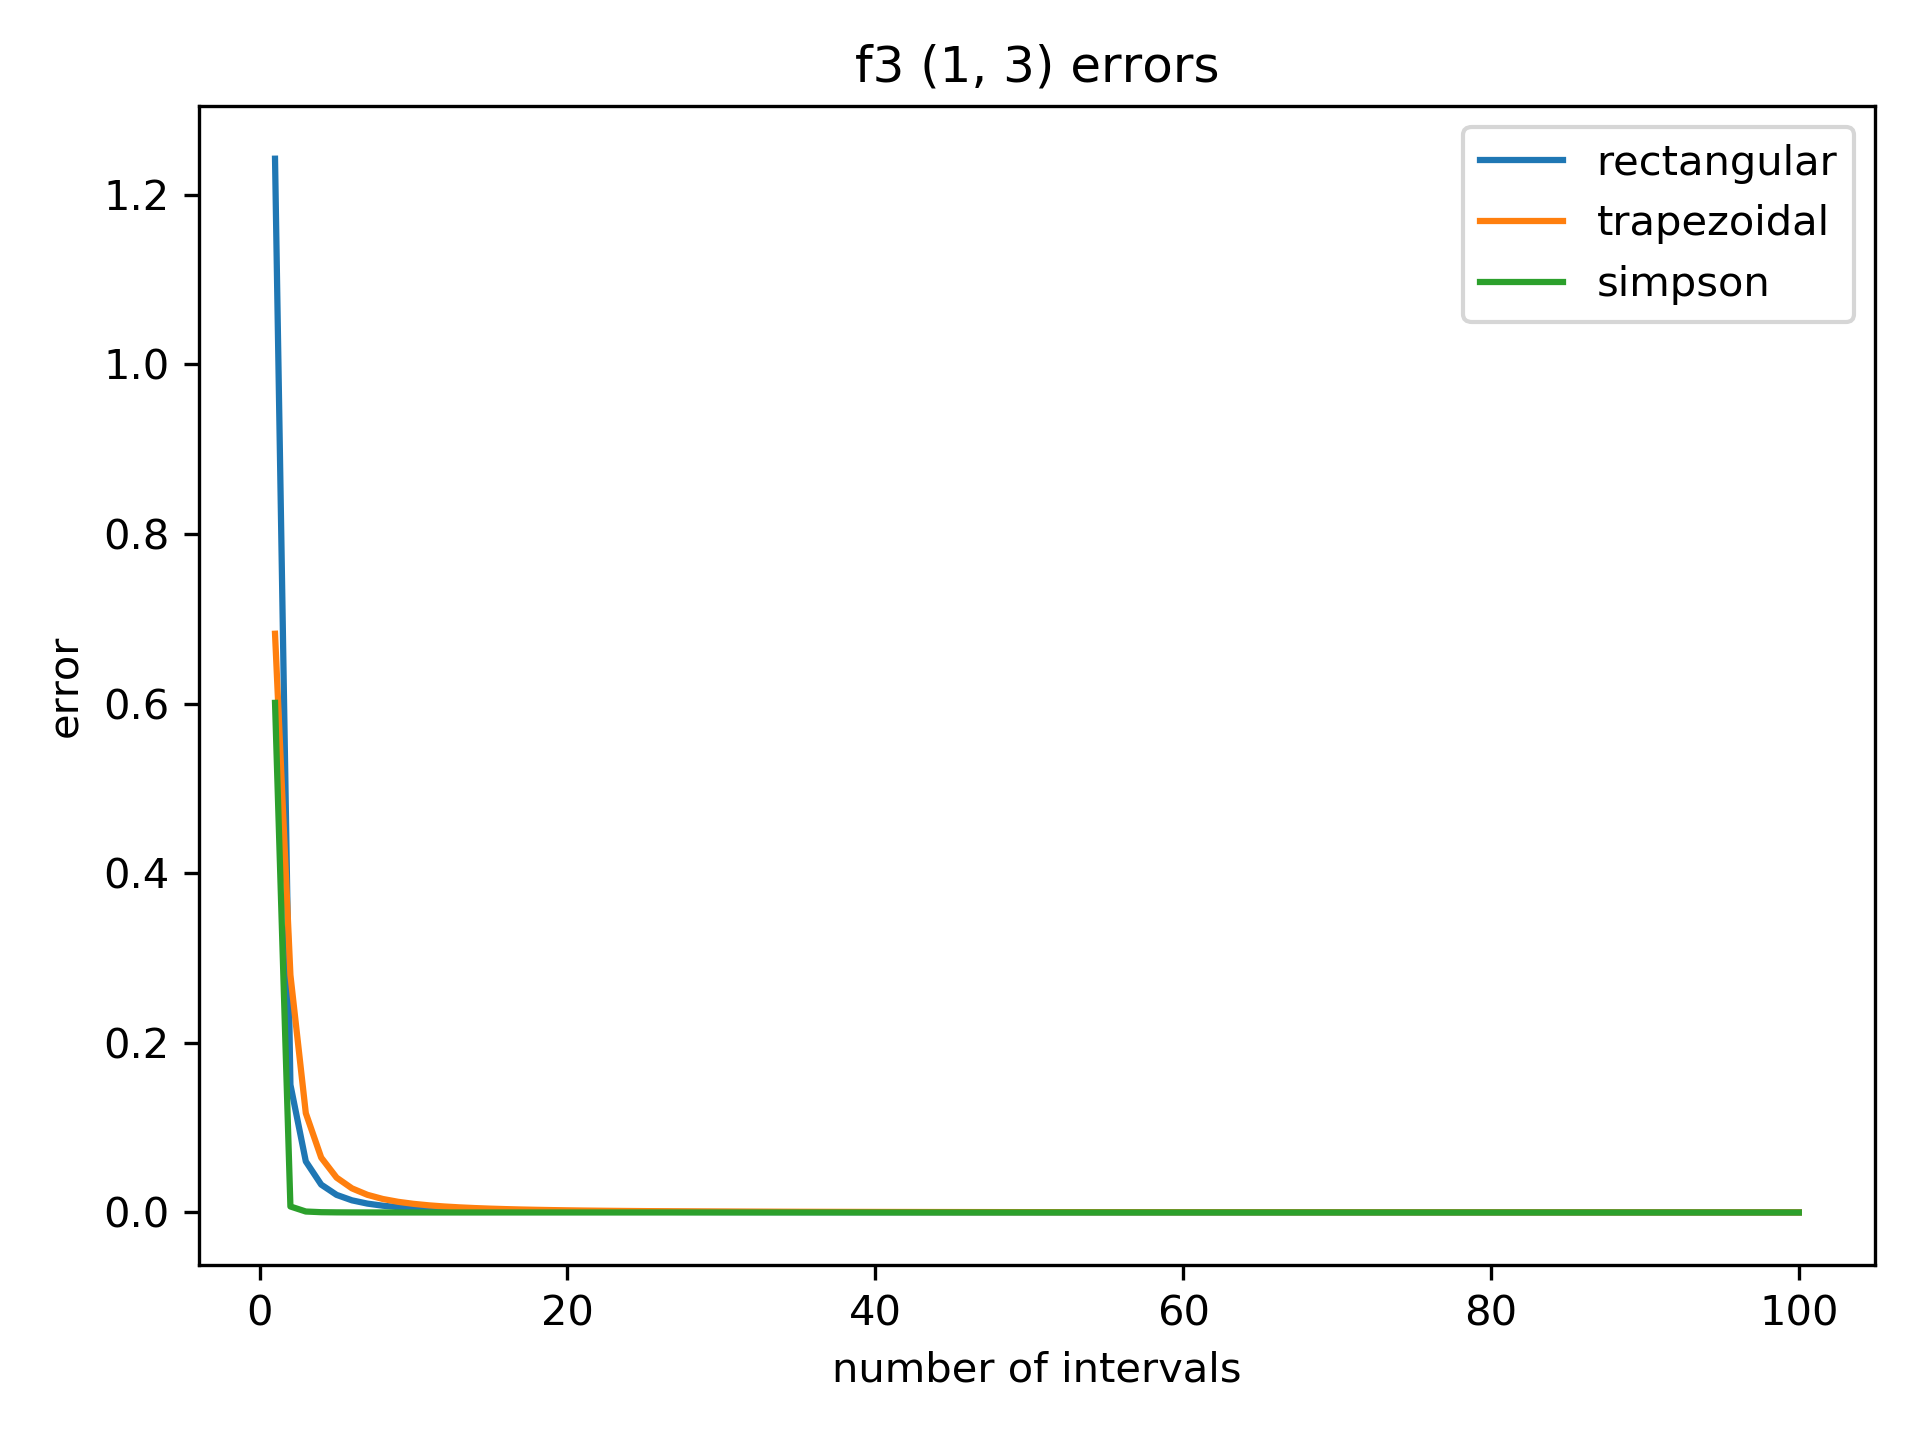 f3 (1, 3) errors
rectangular
trapezoidal
simpson
error
1.2
1.0
0.8
0.6
0.4
0.2
0.0
0 20 40 60 80 100
number of intervals